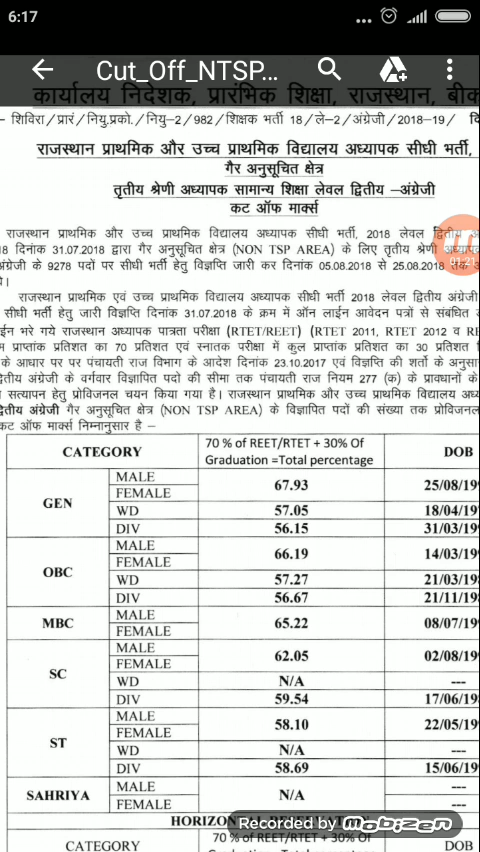 6:17
Cut_Off_NTSP...
कार्यालय निदेशक, प्रारंभिक शिक्षा, राजस्थान,
- शिविरा/प्रारं/नियु.प्रको./नियु-2/982/शिक्षक भर्ती 18/ले-2/अंग्रेजी/2018-19/
राजस्थान प्राथमिक और उच्च प्राथमिक विद्यालय अध्यापक सीधी भर्ती,
गैर अनुसूचित क्षेत्र
तृतीय श्रेणी अध्यापक सामान्य शिक्षा लेवल द्वितीय –अंग्रेजी
कट ऑफ मार्क्स
राजस्थान प्राथमिक और उच्च प्राथमिक विद्यालय अध्यापक सीधी भर्ती, 2018 लेवल द्वितीय
18 दिनांक 31.07.2018 द्वारा गैर अनुसूचित क्षेत्र (NON TSP AREA) के लिए तृतीय श्रेणी
अंग्रेजी के 9278 पदों पर सीधी भर्ती हेतु विज्ञप्ति जारी कर दिनांक 05.08.2018 से 25.08.2018 तक
01:21
राजस्थान प्राथमिक एवं उच्च प्राथमिक विद्यालय अध्यापक सीधी भर्ती 2018 लेवल द्वितीय अंग्रेजी
सीधी भर्ती हेतु जारी विज्ञप्ति दिनांक 31.07.2018 के क्रम में ऑन लाईन आवेदन पत्रों से संबंधित
भरे गये राजस्थान अध्यापक पात्रता परीक्षा (RTET/REET) (RTET 2011, RTET 2012 व
प्राप्तांक प्रतिशत का 70 प्रतिशत एवं स्नातक परीक्षा में कुल प्राप्तांक प्रतिशत का 30 प्रतिशत
के आधार पर पर पंचायती राज विभाग के आदेश दिनांक 23.10.2017 एवं विज्ञप्ति की शर्तो के
अंग्रेजी के वर्गवार विज्ञापित पदों की सीमा तक पंचायती राज नियम 277 (क) के प्रावधानों के
सत्यापन हेतु प्रोविजनल चयन किया गया है। राजस्थान प्राथमिक और उच्च प्राथमिक विद्यालय
द्वितीय अंग्रेजी गैर अनुसूचित क्षेत्र (NON TSP AREA) के विज्ञापित पदों की संख्या तक
कट ऑफ मार्क्स निम्नानुसार है –
CATEGORY 70 % of REET/RTET + 30% Of Graduation =Total percentage DOB
GEN MALE FEMALE 67.93 25/08/19
WD 57.05 18/04/19
DIV 56.15 31/03/19
OBC MALE FEMALE 66.19 14/03/19
WD 57.27 21/03/19
DIV 56.67 21/11/19
MBC MALE FEMALE 65.22 08/07/19
SC MALE FEMALE 62.05 02/08/19
WD N/A ---
DIV 59.54 17/06/19
ST MALE FEMALE 58.10 22/05/19
WD N/A ---
DIV 58.69 15/06/19
SAHRIYA MALE FEMALE N/A --- ---
Recorded by mobizen
CATEGORY 70 % of REET/RTET + 30% Of DOB